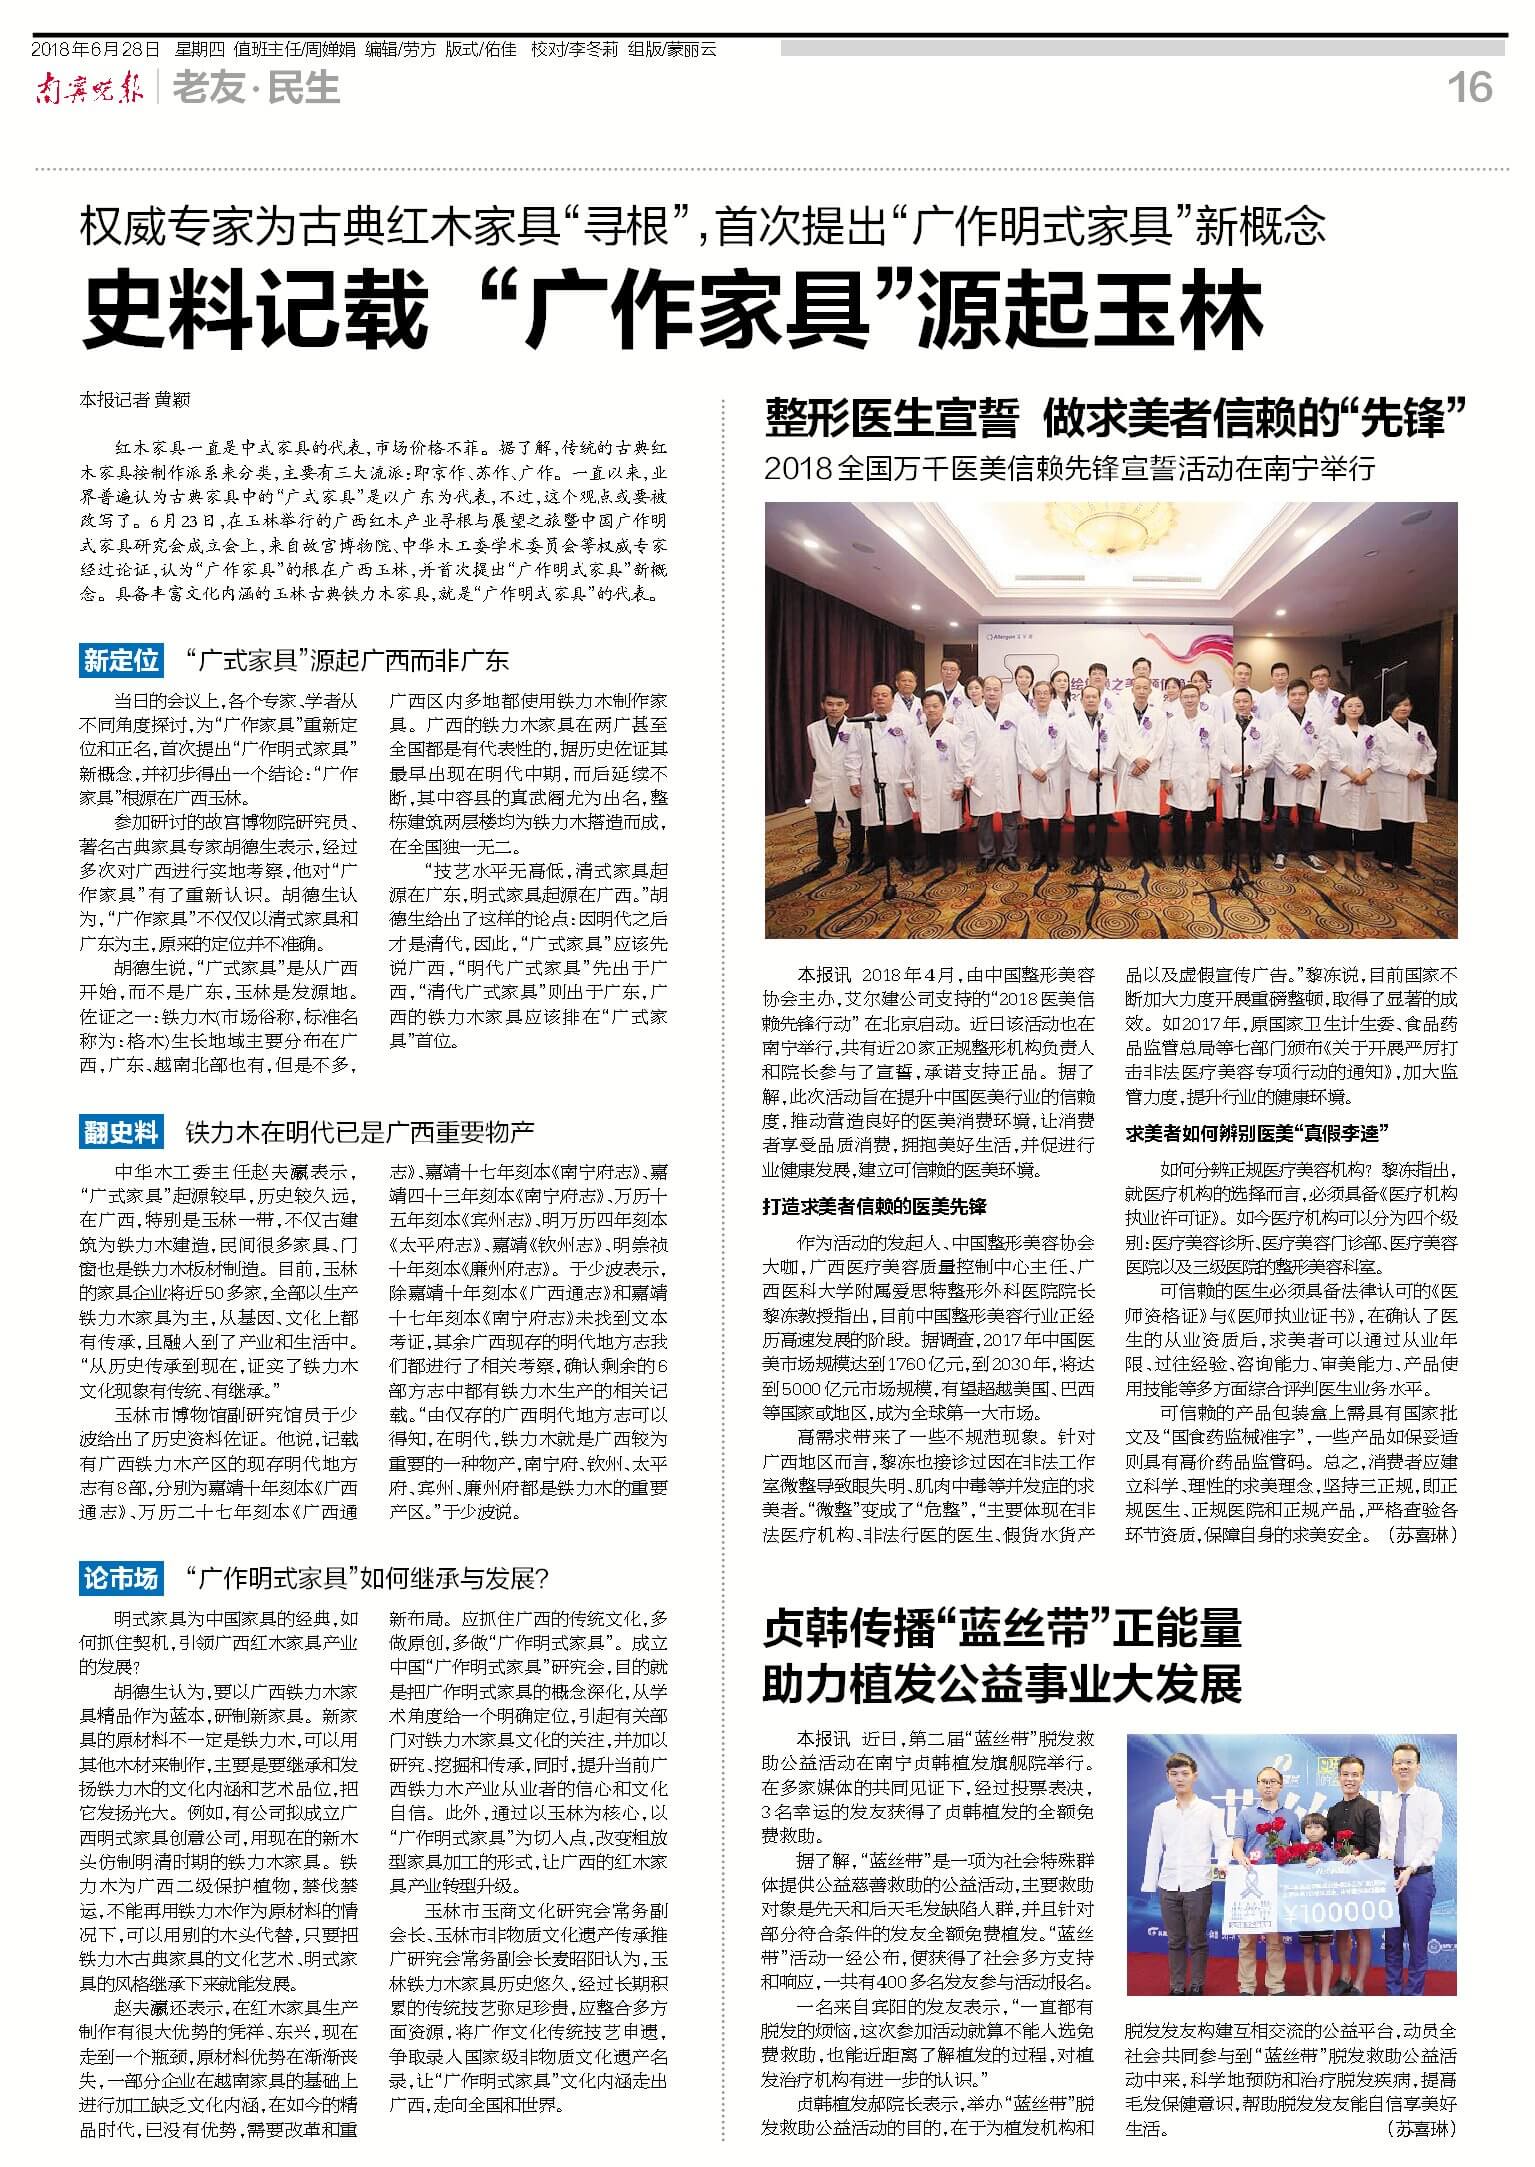 2018年6月28日 星期四 值班主任/周婵娟 编辑/劳方 版式/佑佳 校对/李冬莉 组版/蒙丽云
南宁晚报 老友·民生
16
权威专家为古典红木家具“寻根”,首次提出“广作明式家具”新概念
史料记载 “广作家具”源起玉林
本报记者 黄颖
红木家具一直是中式家具的代表,市场价格不菲。据了解,传统的古典红
木家具按制作派系来分类,主要有三大流派:即京作、苏作、广作。一直以来,业
界普遍认为古典家具中的“广式家具”是以广东为代表,不过,这个观点或要被
改写了。6月23日,在玉林举行的广西红木产业寻根与展望之旅暨中国广作明
式家具研究会成立会上,来自故宫博物院、中华木工委学术委员会等权威专家
经过论证,认为“广作家具”的根在广西玉林,并首次提出“广作明式家具”新概
念。具备丰富文化内涵的玉林古典铁力木家具,就是“广作明式家具”的代表。
新定位 “广式家具”源起广西而非广东
当日的会议上,各个专家、学者从
不同角度探讨,为“广作家具”重新定
位和正名,首次提出“广作明式家具”
新概念,并初步得出一个结论:“广作
家具”根源在广西玉林。
参加研讨的故宫博物院研究员、
著名古典家具专家胡德生表示,经过
多次对广西进行实地考察,他对“广
作家具”有了重新认识。胡德生认
为,“广作家具”不仅仅以清式家具和
广东为主,原来的定位并不准确。
胡德生说,“广式家具”是从广西
开始,而不是广东,玉林是发源地。
佐证之一:铁力木(市场俗称,标准名
称为:格木)生长地域主要分布在广
西,广东、越南北部也有,但是不多,
广西区内多地都使用铁力木制作家
具。广西的铁力木家具在两广甚至
全国都是有代表性的,据历史佐证其
最早出现在明代中期,而后延续不
断,其中容县的真武阁尤为出名,整
栋建筑两层楼均为铁力木搭造而成,
在全国独一无二。
“技艺水平无高低,清式家具起
源在广东,明式家具起源在广西。”胡
德生给出了这样的论点:因明代之后
才是清代,因此,“广式家具”应该先
说广西,“明代广式家具”先出于广
西,“清代广式家具”则出于广东,广
西的铁力木家具应该排在“广式家
具”首位。
翻史料 铁力木在明代已是广西重要物产
中华木工委主任赵夫瀛表示,
“广式家具”起源较早,历史较久远,
在广西,特别是玉林一带,不仅古建
筑为铁力木建造,民间很多家具、门
窗也是铁力木板材制造。目前,玉林
的家具企业将近50多家,全部以生产
铁力木家具为主,从基因、文化上都
有传承,且融入到了产业和生活中。
“从历史传承到现在,证实了铁力木
文化现象有传统、有继承。”
玉林市博物馆副研究馆员于少
波给出了历史资料佐证。他说,记载
有广西铁力木产区的现存明代地方
志有8部,分别为嘉靖十年刻本《广西
通志》、万历二十七年刻本《广西通
志》、嘉靖十七年刻本《南宁府志》、嘉
靖四十三年刻本《南宁府志》、万历十
五年刻本《宾州志》、明万历四年刻本
《太平府志》、嘉靖《钦州志》、明崇祯
十年刻本《廉州府志》。于少波表示,
除嘉靖十年刻本《广西通志》和嘉靖
十七年刻本《南宁府志》未找到文本
考证,其余广西现存的明代地方志我
们都进行了相关考察,确认剩余的6
部方志中都有铁力木生产的相关记
载。“由仅存的广西明代地方志可以
得知,在明代,铁力木就是广西较为
重要的一种物产,南宁府、钦州、太平
府、宾州、廉州府都是铁力木的重要
产区。”于少波说。
论市场 “广作明式家具”如何继承与发展?
明式家具为中国家具的经典,如
何抓住契机,引领广西红木家具产业
的发展?
胡德生认为,要以广西铁力木家
具精品作为蓝本,研制新家具。新家
具的原材料不一定是铁力木,可以用
其他木材来制作,主要是要继承和发
扬铁力木的文化内涵和艺术品位,把
它发扬光大。例如,有公司拟成立广
西明式家具创意公司,用现在的新木
头仿制明清时期的铁力木家具。铁
力木为广西二级保护植物,禁伐禁
运,不能再用铁力木作为原材料的情
况下,可以用别的木头代替,只要把
铁力木古典家具的文化艺术、明式家
具的风格继承下来就能发展。
赵夫瀛还表示,在红木家具生产
制作有很大优势的凭祥、东兴,现在
走到一个瓶颈,原材料优势在渐渐丧
失,一部分企业在越南家具的基础上
进行加工缺乏文化内涵,在如今的精
品时代,已没有优势,需要改革和重
新布局。应抓住广西的传统文化,多
做原创,多做“广作明式家具”。成立
中国“广作明式家具”研究会,目的就
是把广作明式家具的概念深化,从学
术角度给一个明确定位,引起有关部
门对铁力木家具文化的关注,并加以
研究、挖掘和传承,同时,提升当前广
西铁力木产业从业者的信心和文化
自信。此外,通过以玉林为核心,以
“广作明式家具”为切入点,改变粗放
型家具加工的形式,让广西的红木家
具产业转型升级。
玉林市玉商文化研究会常务副
会长、玉林市非物质文化遗产传承推
广研究会常务副会长麦昭阳认为,玉
林铁力木家具历史悠久,经过长期积
累的传统技艺弥足珍贵,应整合多方
面资源,将广作文化传统技艺申遗,
争取录入国家级非物质文化遗产名
录,让“广作明式家具”文化内涵走出
广西,走向全国和世界。
整形医生宣誓 做求美者信赖的“先锋”
2018全国万千医美信赖先锋宣誓活动在南宁举行
Allergan
本报讯 2018年4月,由中国整形美容
协会主办,艾尔建公司支持的“2018医美信
赖先锋行动”在北京启动。近日该活动也在
南宁举行,共有近20家正规整形机构负责人
和院长参与了宣誓,承诺支持正品。据了
解,此次活动旨在提升中国医美行业的信赖
度,推动营造良好的医美消费环境,让消费
者享受品质消费,拥抱美好生活,并促进行
业健康发展,建立可信赖的医美环境。
打造求美者信赖的医美先锋
作为活动的发起人、中国整形美容协会
大咖,广西医疗美容质量控制中心主任、广
西医科大学附属爱思特整形外科医院院长
黎冻教授指出,目前中国整形美容行业正经
历高速发展的阶段。据调查,2017年中国医
美市场规模达到1760亿元,到2030年,将达
到5000亿元市场规模,有望超越美国、巴西
等国家或地区,成为全球第一大市场。
高需求带来了一些不规范现象。针对
广西地区而言,黎冻也接诊过因在非法工作
室微整导致眼失明、肌肉中毒等并发症的求
美者。“微整”变成了“危整”,“主要体现在非
法医疗机构、非法行医的医生、假货水货产
品以及虚假宣传广告。”黎冻说,目前国家不
断加大力度开展重磅整顿,取得了显著的成
效。如2017年,原国家卫生计生委、食品药
品监管总局等七部门颁布《关于开展严厉打
击非法医疗美容专项行动的通知》,加大监
管力度,提升行业的健康环境。
求美者如何辨别医美“真假李逵”
如何分辨正规医疗美容机构?黎冻指出,
就医疗机构的选择而言,必须具备《医疗机构
执业许可证》。如今医疗机构可以分为四个级
别:医疗美容诊所、医疗美容门诊部、医疗美容
医院以及三级医院的整形美容科室。
可信赖的医生必须具备法律认可的《医
师资格证》与《医师执业证书》,在确认了医
生的从业资质后,求美者可以通过从业年
限、过往经验、咨询能力、审美能力、产品使
用技能等多方面综合评判医生业务水平。
可信赖的产品包装盒上需具有国家批
文及“国食药监械准字”,一些产品如保妥适
则具有高价药品监管码。总之,消费者应建
立科学、理性的求美理念,坚持三正规,即正
规医生、正规医院和正规产品,严格查验各
环节资质,保障自身的求美安全。(苏喜琳)
贞韩传播“蓝丝带”正能量
助力植发公益事业大发展
本报讯 近日,第二届“蓝丝带”脱发救
助公益活动在南宁贞韩植发旗舰院举行。
在多家媒体的共同见证下,经过投票表决,
3名幸运的发友获得了贞韩植发的全额免
费救助。
据了解,“蓝丝带”是一项为社会特殊群
体提供公益慈善救助的公益活动,主要救助
对象是先天和后天毛发缺陷人群,并且针对
部分符合条件的发友全额免费植发。“蓝丝
带”活动一经公布,便获得了社会多方支持
和响应,一共有400多名发友参与活动报名。
一名来自宾阳的发友表示,“一直都有
脱发的烦恼,这次参加活动就算不能入选免
费救助,也能近距离了解植发的过程,对植
发治疗机构有进一步的认识。”
贞韩植发郝院长表示,举办“蓝丝带”脱
发救助公益活动的目的,在于为植发机构和
¥100000
脱发发友构建互相交流的公益平台,动员全
社会共同参与到“蓝丝带”脱发救助公益活
动中来,科学地预防和治疗脱发疾病,提高
毛发保健意识,帮助脱发发友能自信享美好
生活。 (苏喜琳)